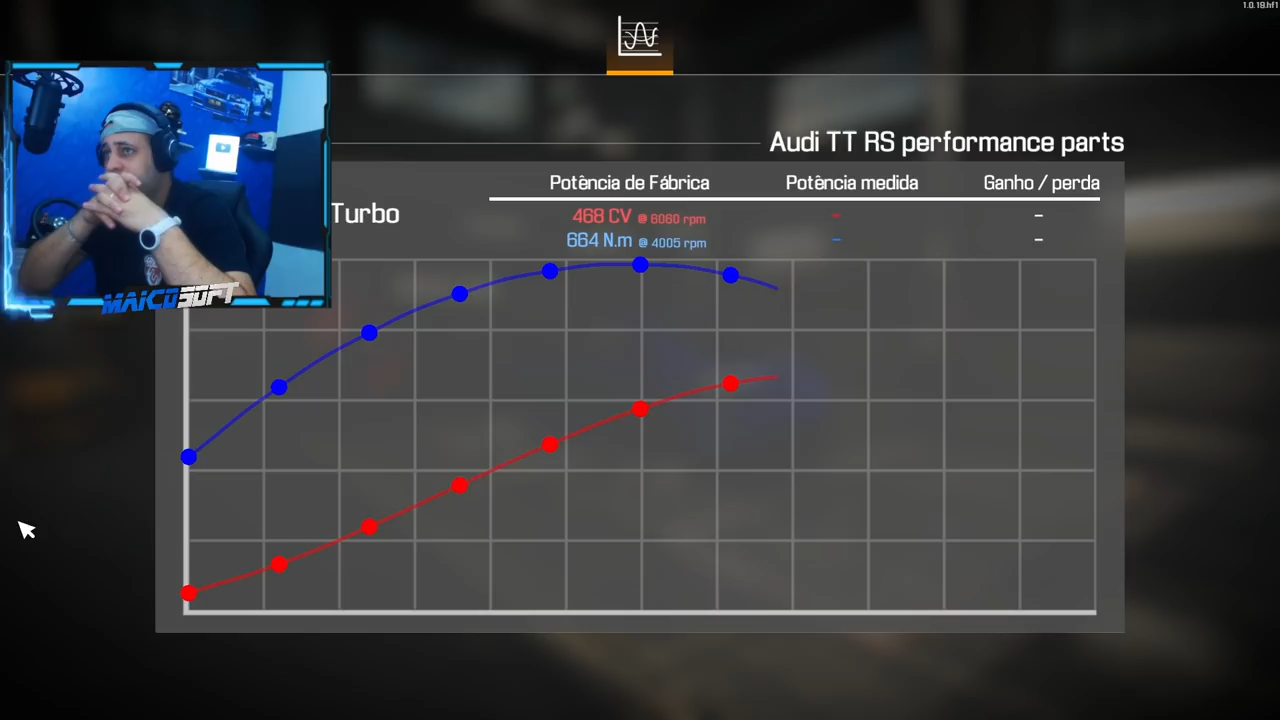 1.0.19.hf1
Audi TT RS performance parts
Potência de Fábrica Potência medida Ganho / perda
Turbo
468 CV @ 6060 rpm - -
664 N.m @ 4005 rpm - -
MAICOSOFT